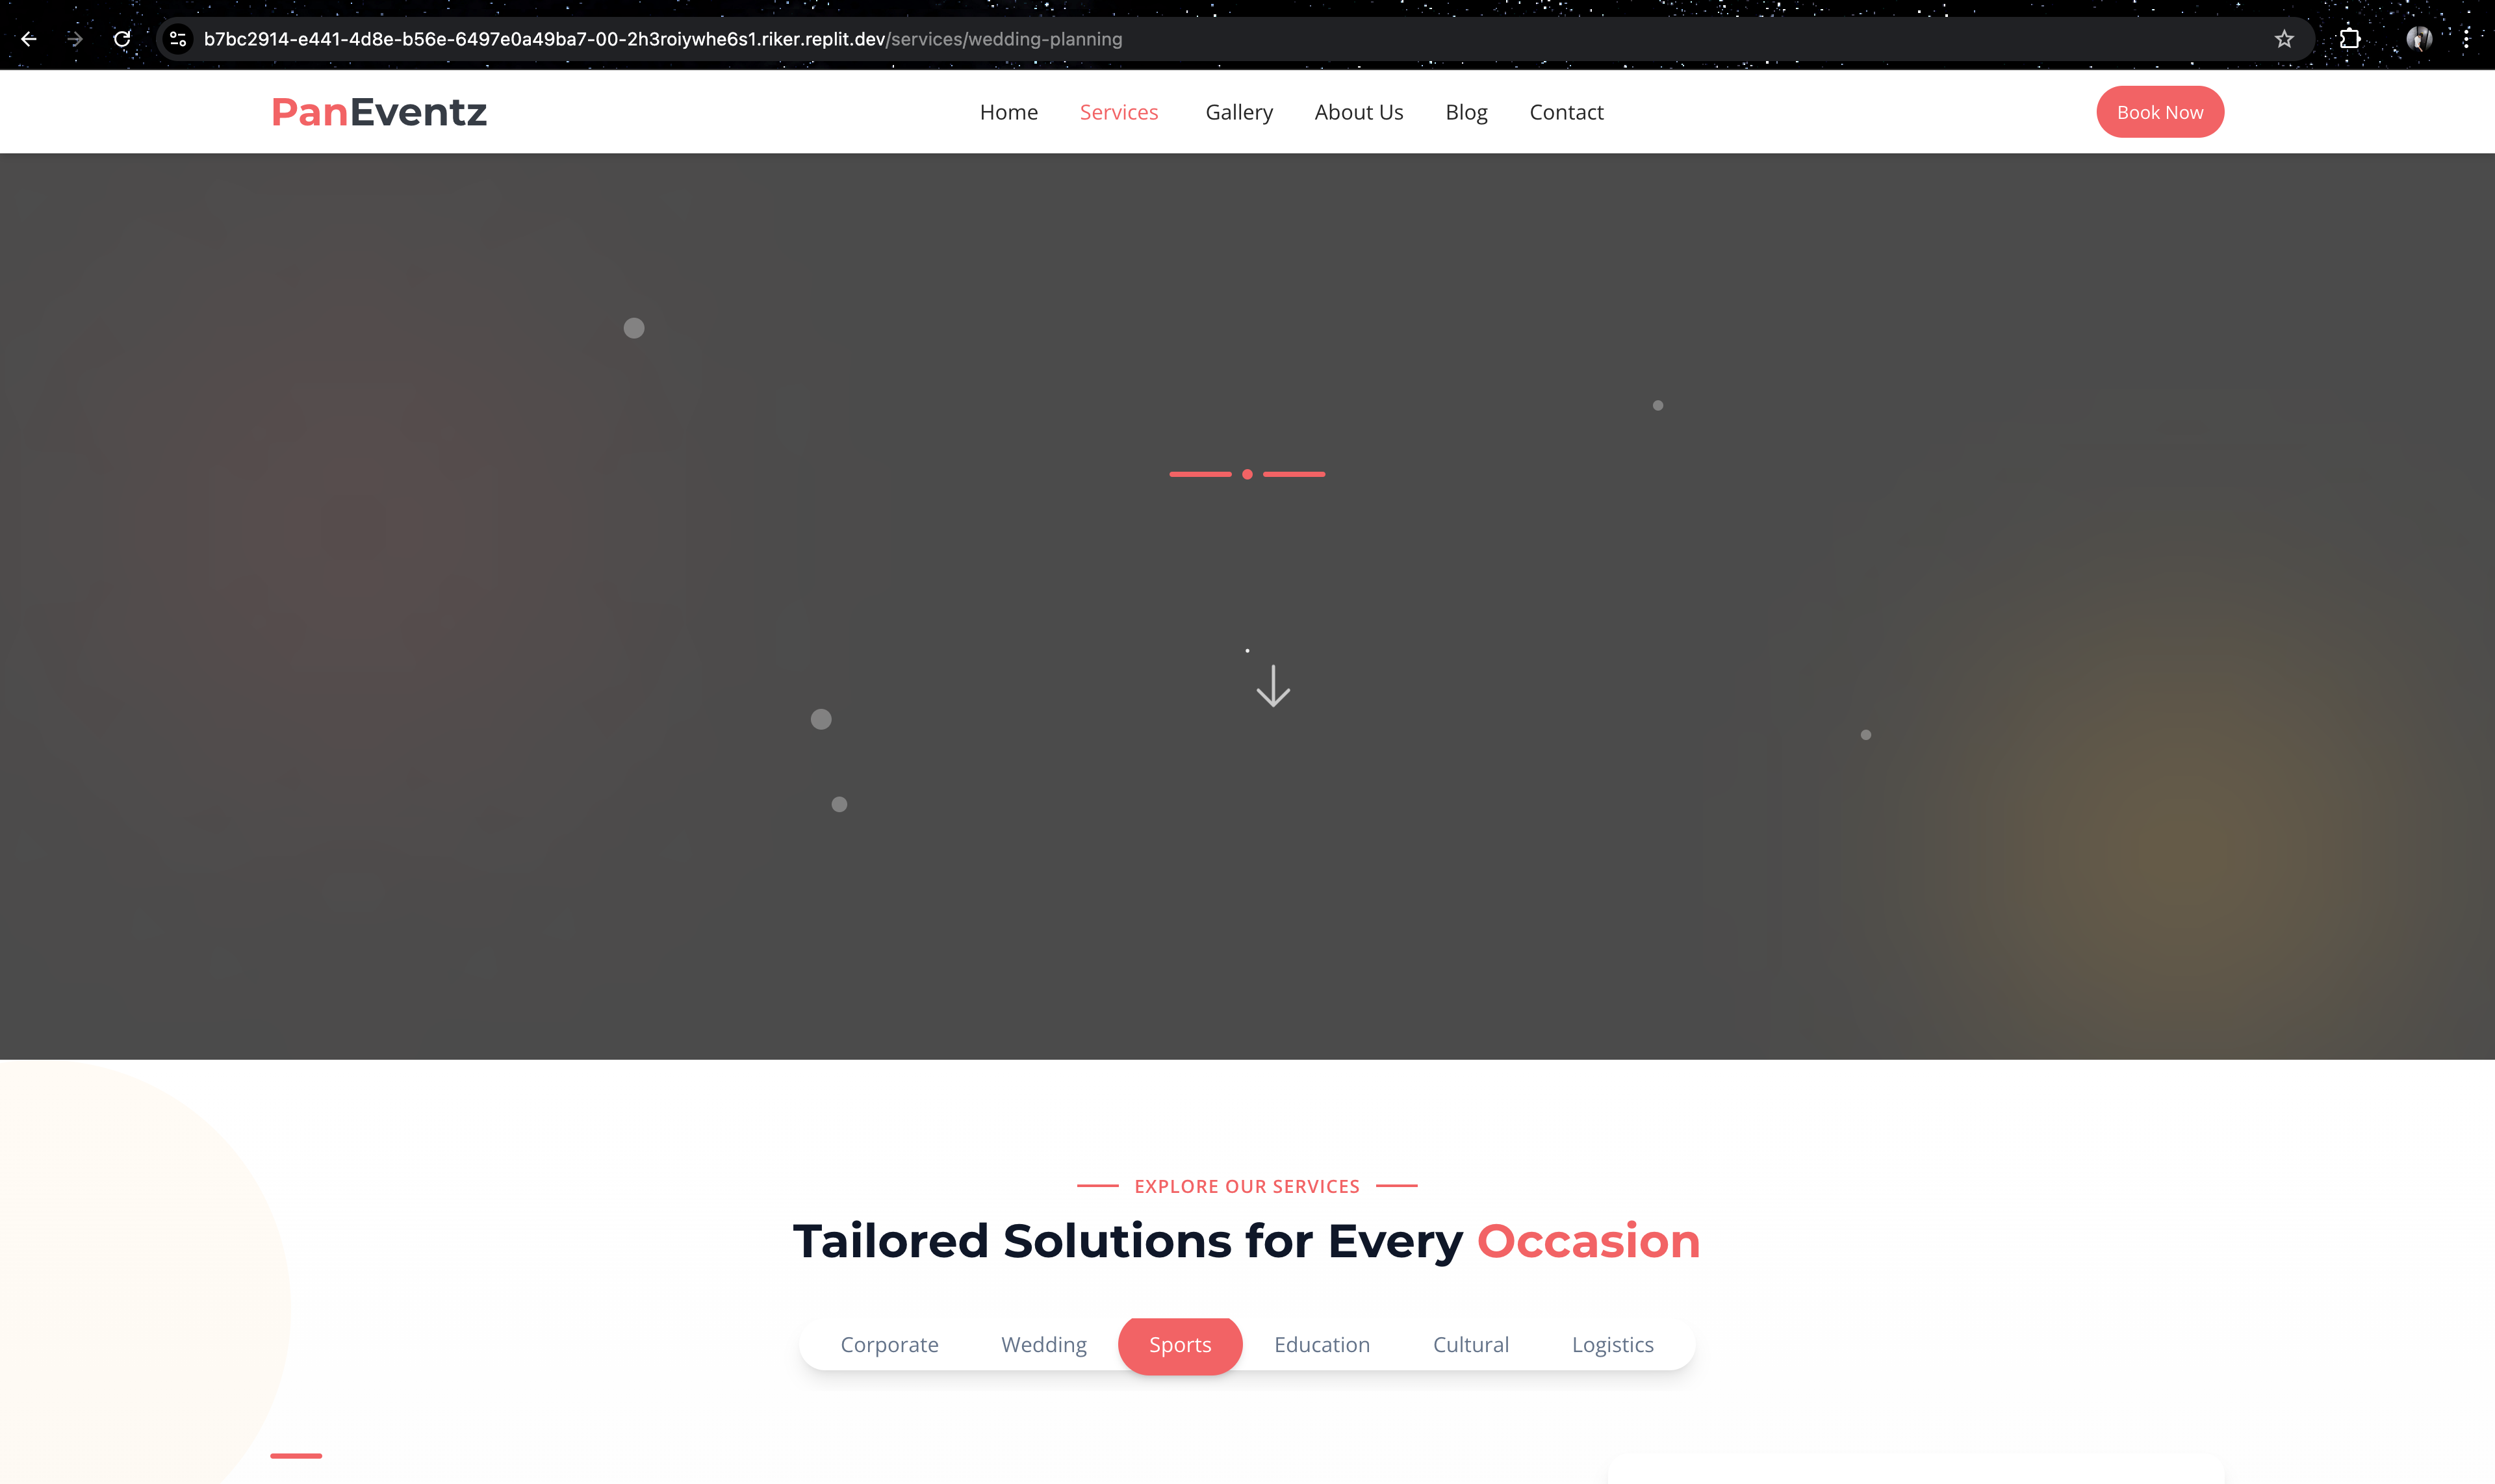 b7bc2914-e441-4d8e-b56e-6497e0a49ba7-00-2h3roiywhe6s1.riker.replit.dev/services/wedding-planning
PanEventz
Home Services Gallery About Us Blog Contact
Book Now
EXPLORE OUR SERVICES
Tailored Solutions for Every Occasion
Corporate Wedding Sports Education Cultural Logistics